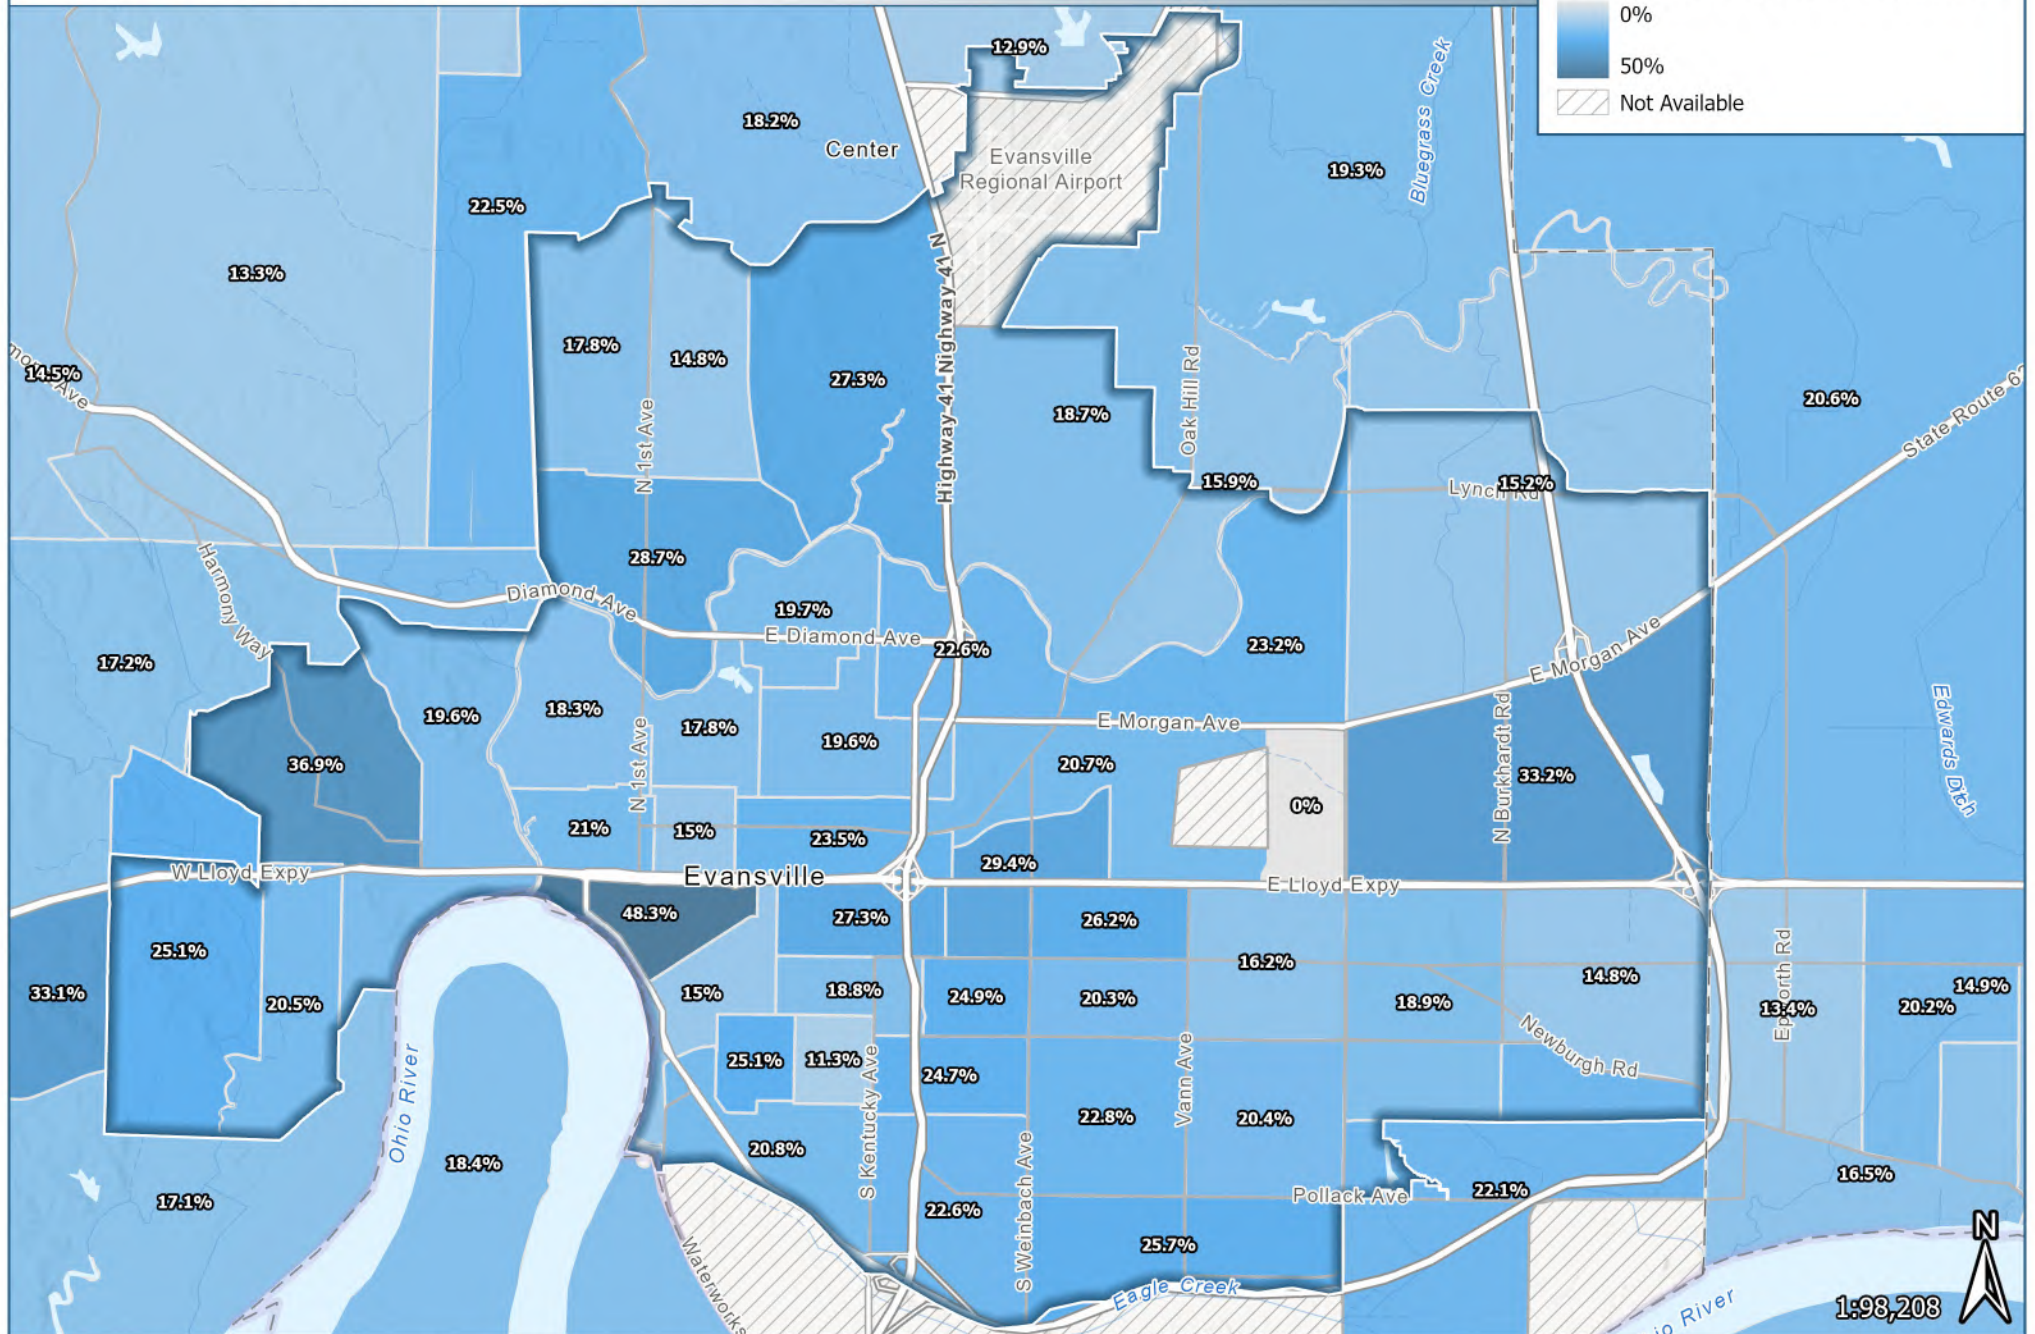 0%
50%
Not Available
12.9%
18.2%
Center
Evansville
Regional Airport
19.3%
Bluegrass Creek
22.5%
13.3%
Highway 41 N
Highway 41 N
17.8%
14.8%
27.3%
14.5%
Ave
18.7%
Oak Hill Rd
20.6%
State Route 62
N 1st Ave
15.9%
15.2%
Lynch Rd
28.7%
Harmony Way
Diamond Ave
19.7%
E Diamond Ave
22.6%
23.2%
E Morgan Ave
17.2%
19.6%
18.3%
17.8%
19.6%
E Morgan Ave
N 1st Ave
N Burkhardt Rd
Edwards Ditch
36.9%
20.7%
33.2%
0%
21%
15%
23.5%
29.4%
W Lloyd Expy
Evansville
E Lloyd Expy
48.3%
27.3%
26.2%
25.1%
16.2%
14.8%
33.1%
20.5%
15%
18.8%
24.9%
20.3%
18.9%
Epworth Rd
13.4%
20.2%
14.9%
Newburgh Rd
Ohio River
25.1%
11.3%
24.7%
S Kentucky Ave
Vann Ave
22.8%
20.4%
18.4%
20.8%
17.1%
S Weinbach Ave
22.6%
Pollack Ave
22.1%
16.5%
25.7%
Waterworks
Eagle Creek
River
N
1:98,208